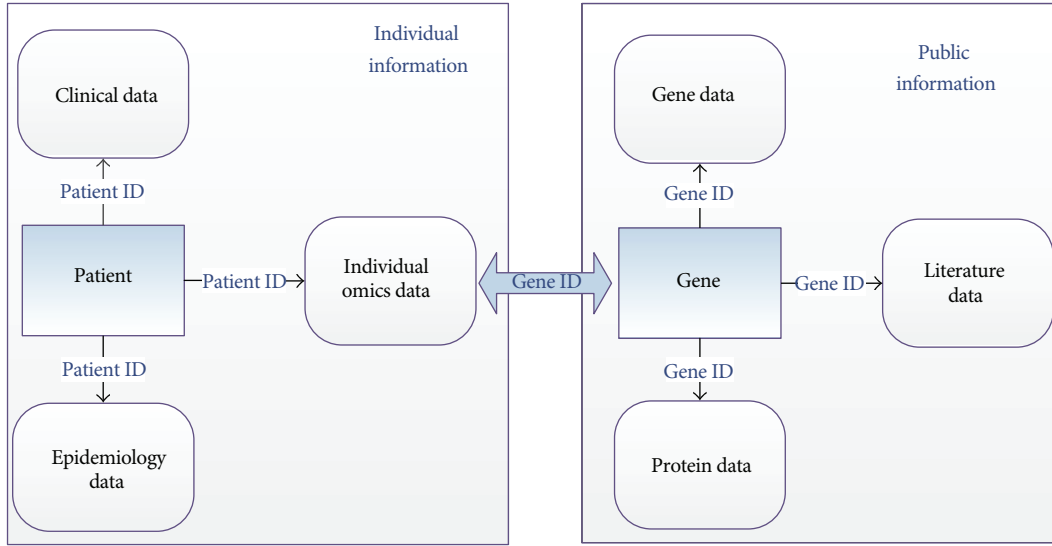 Individual
information
Clinical data
Patient ID
Patient
Patient ID
Individual
omics data
Patient ID
Epidemiology
data
Gene ID
Public
information
Gene data
Gene ID
Gene
Gene ID
Literature
data
Gene ID
Protein data